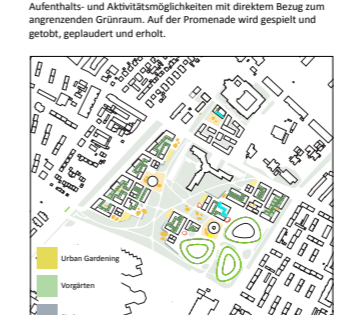 Aufenthalts- und Aktivitätsmöglichkeiten mit direktem Bezug zum
angrenzenden Grünraum. Auf der Promenade wird gespielt und
getobt, geplaudert und erholt.
Urban Gardening
Vorgärten